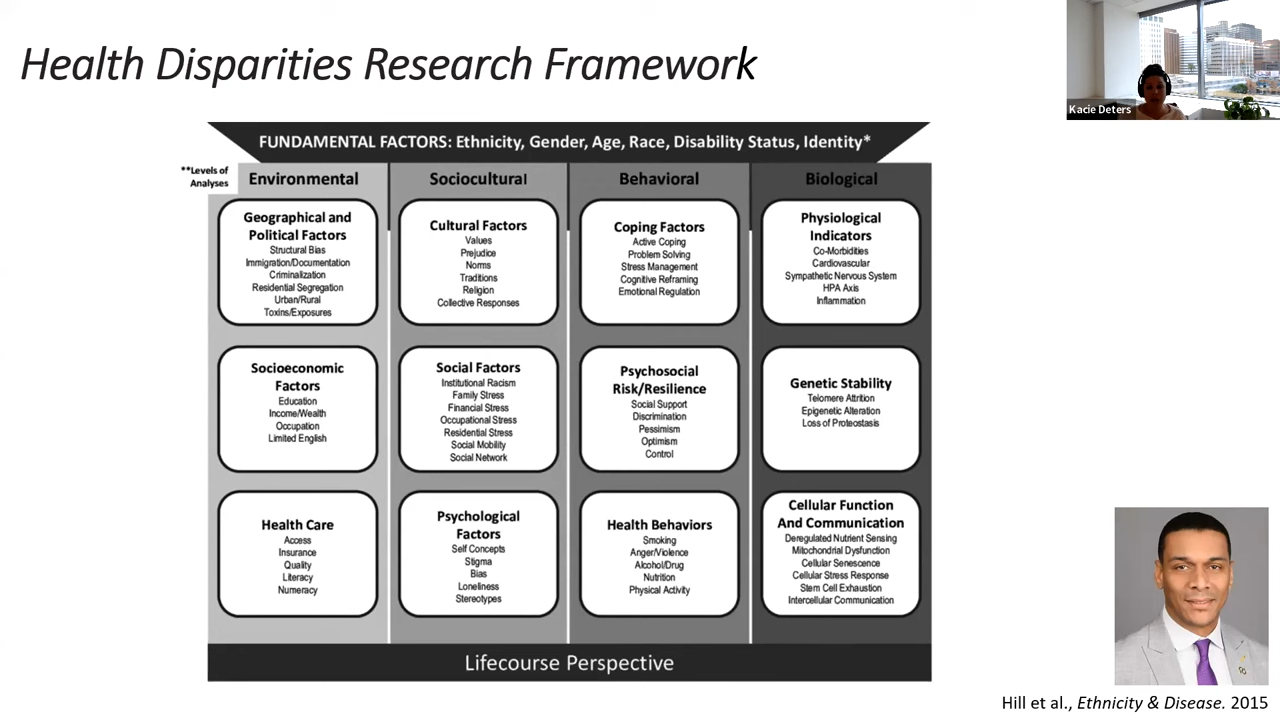 Health Disparities Research Framework
Kacie Deters
FUNDAMENTAL FACTORS: Ethnicity, Gender, Age, Race, Disability Status, Identity*
**Levels of
Analyses
Environmental
Sociocultural
Behavioral
Biological
Geographical and
Political Factors
Structural Bias
Immigration/Documentation
Criminalization
Residential Segregation
Urban/Rural
Toxins/Exposures
Cultural Factors
Values
Prejudice
Norms
Traditions
Religion
Collective Responses
Coping Factors
Active Coping
Problem Solving
Stress Management
Cognitive Reframing
Emotional Regulation
Physiological
Indicators
Co-Morbidities
Cardiovascular
Sympathetic Nervous System
HPA Axis
Inflammation
Socioeconomic
Factors
Education
Income/Wealth
Occupation
Limited English
Social Factors
Institutional Racism
Family Stress
Financial Stress
Occupational Stress
Residential Stress
Social Mobility
Social Network
Psychosocial
Risk/Resilience
Social Support
Discrimination
Pessimism
Optimism
Control
Genetic Stability
Telomere Attrition
Epigenetic Alteration
Loss of Proteostasis
Health Care
Access
Insurance
Quality
Literacy
Numeracy
Psychological
Factors
Self Concepts
Stigma
Bias
Loneliness
Stereotypes
Health Behaviors
Smoking
Anger/Violence
Alcohol/Drug
Nutrition
Physical Activity
Cellular Function
And Communication
Deregulated Nutrient Sensing
Mitochondrial Dysfunction
Cellular Senescence
Cellular Stress Response
Stem Cell Exhaustion
Intercellular Communication
Lifecourse Perspective
Hill et al., Ethnicity & Disease. 2015